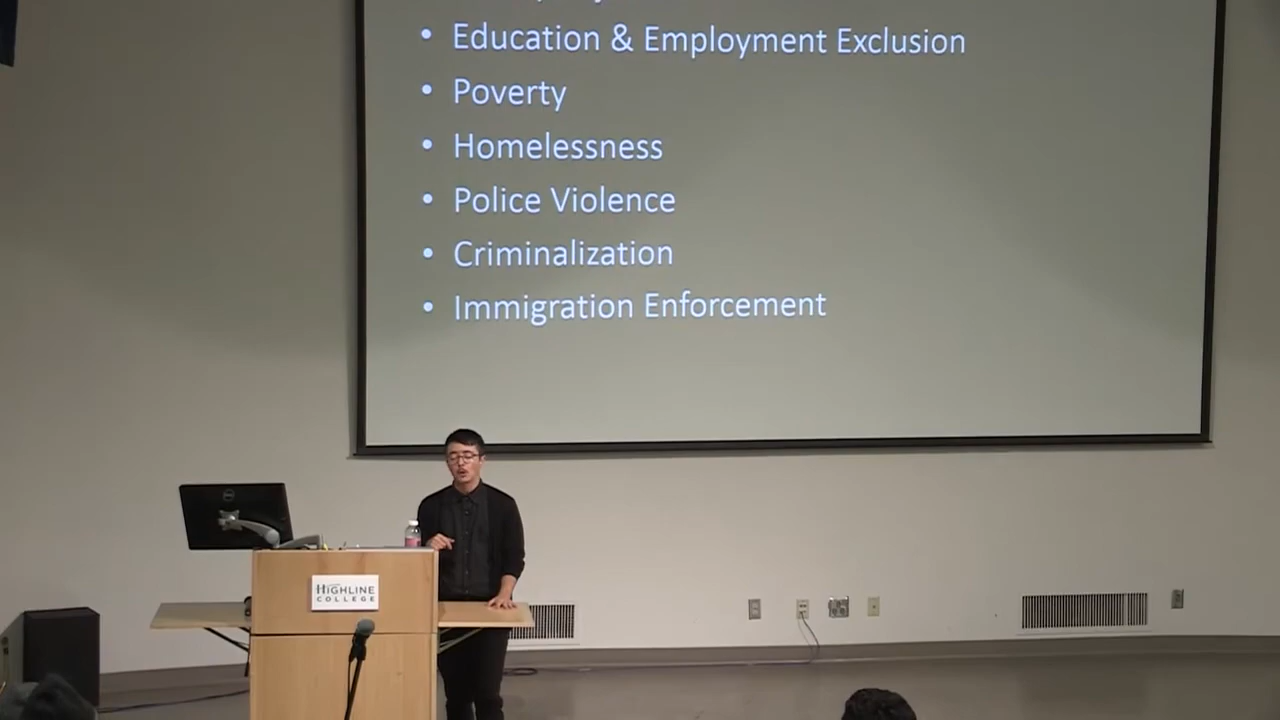 • Education & Employment Exclusion
• Poverty
• Homelessness
• Police Violence
• Criminalization
• Immigration Enforcement
HIGHLINE
COLLEGE